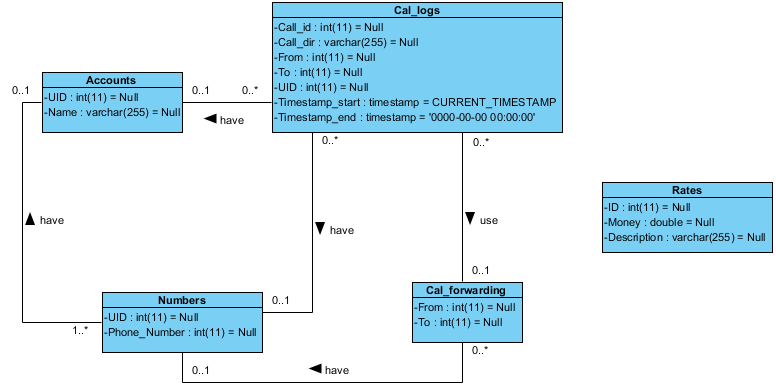 Cal_logs
-Call_id : int(11) = Null
-Call_dir : varchar(255) = Null
-From : int(11) = Null
-To : int(11) = Null
-UID : int(11) = Null
-Timestamp_start : timestamp = CURRENT_TIMESTAMP
-Timestamp_end : timestamp = '0000-00-00 00:00:00'
Accounts
-UID : int(11) = Null
-Name : varchar(255) = Null
0..1
0..1
0..*
have
0..*
0..*
have
have
use
Rates
-ID : int(11) = Null
-Money : double = Null
-Description : varchar(255) = Null
0..1
0..1
Numbers
-UID : int(11) = Null
-Phone_Number : int(11) = Null
1..*
Cal_forwarding
-From : int(11) = Null
-To : int(11) = Null
0..*
0..1
have